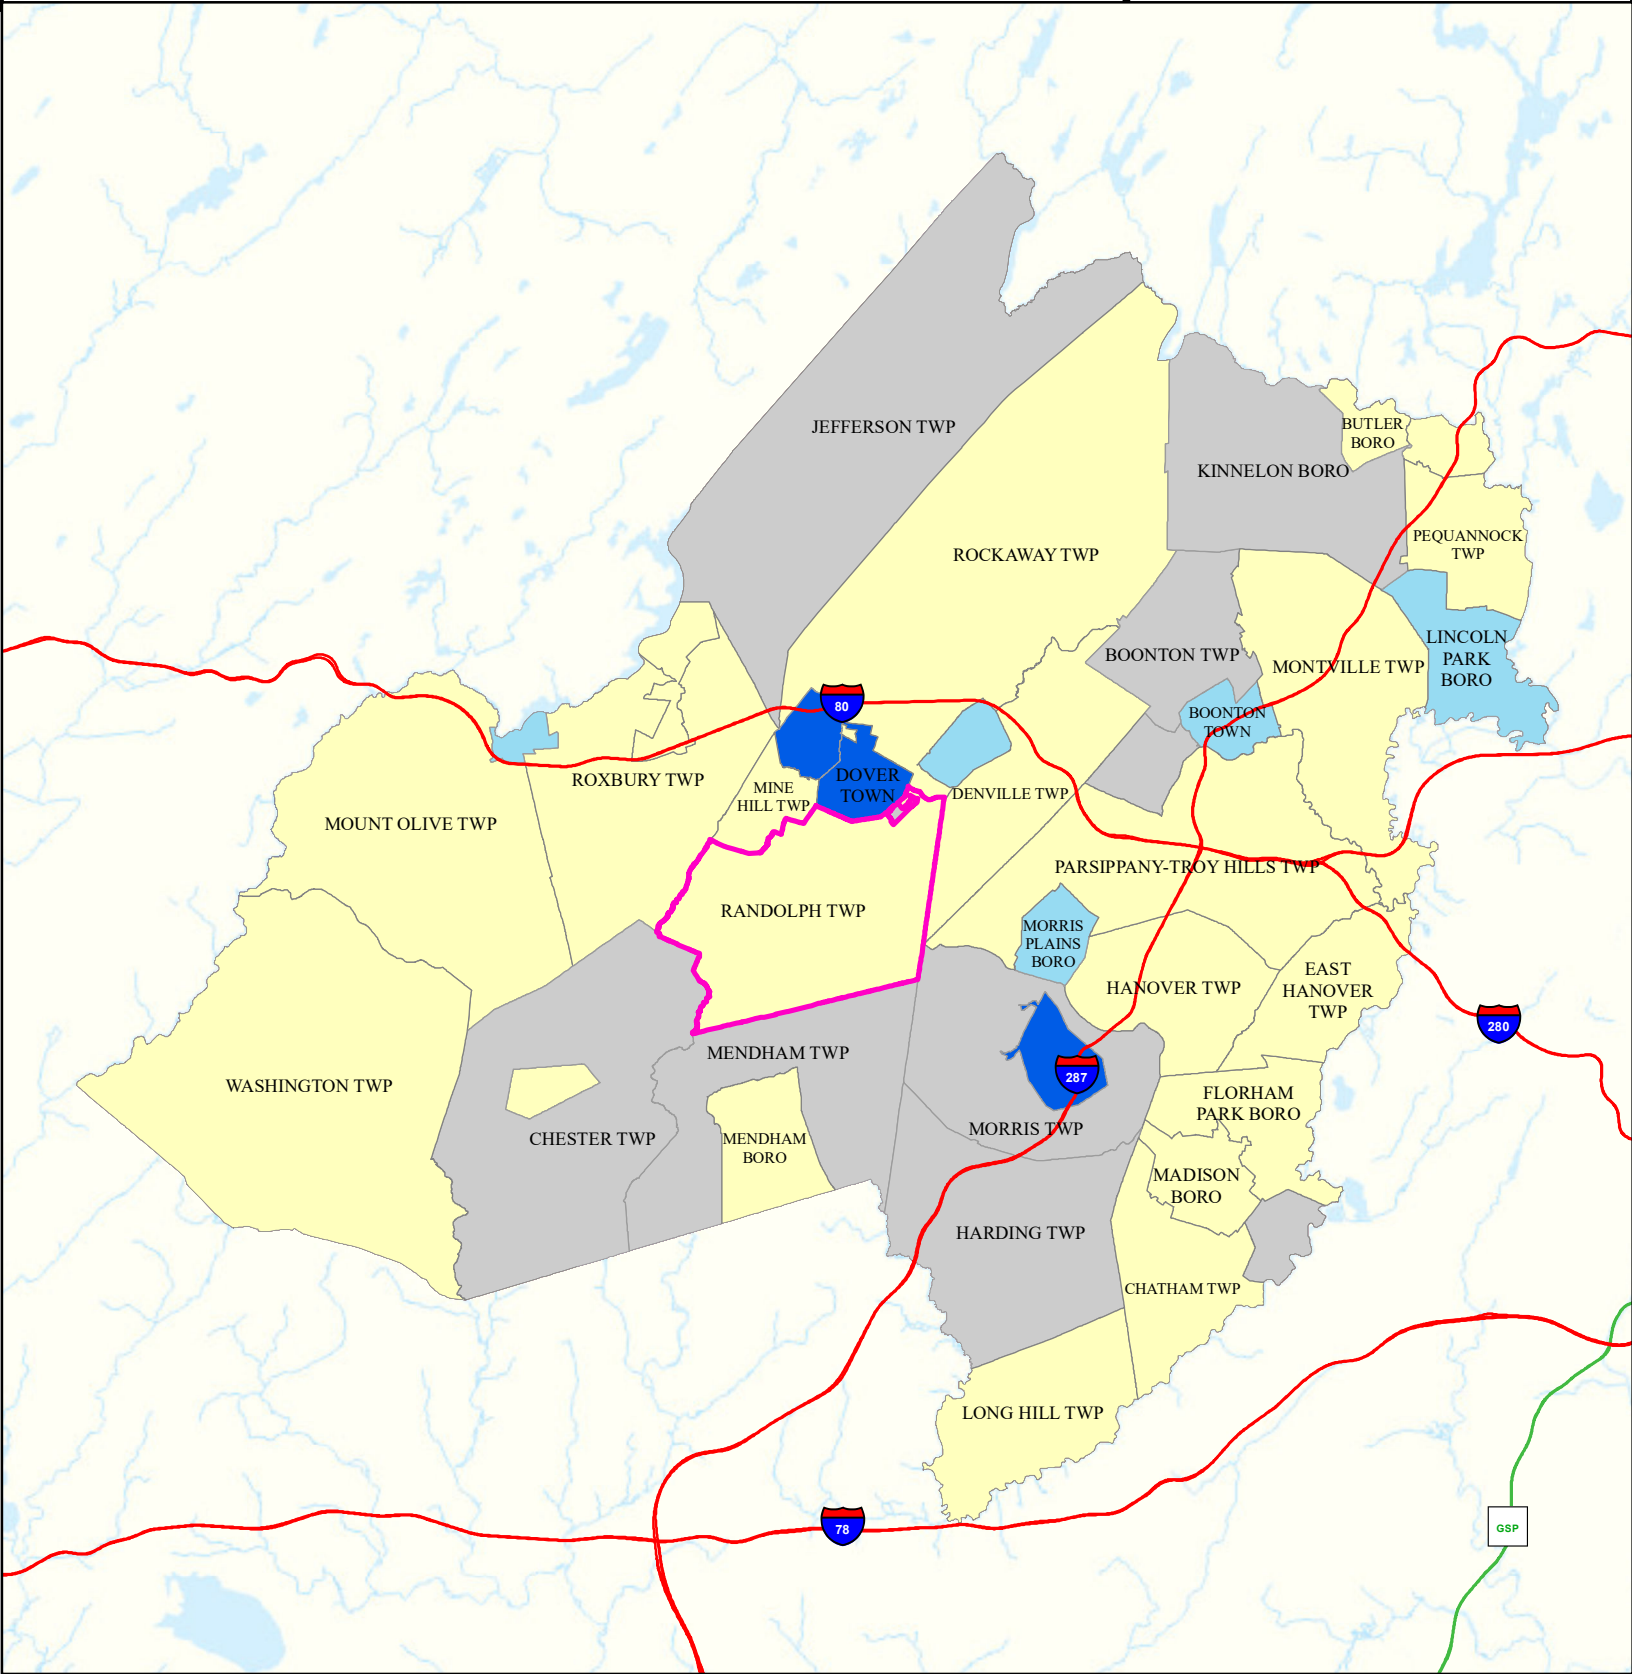 JEFFERSON TWP
BUTLER
BORO
KINNELON BORO
PEQUANNOCK
TWP
ROCKAWAY TWP
LINCOLN
PARK
BORO
BOONTON TWP
MONTVILLE TWP
80
BOONTON
TOWN
ROXBURY TWP
MINE
HILL TWP
DOVER
TOWN
DENVILLE TWP
MOUNT OLIVE TWP
PARSIPPANY-TROY HILLS TWP
RANDOLPH TWP
MORRIS
PLAINS
BORO
EAST
HANOVER
TWP
HANOVER TWP
280
MENDHAM TWP
287
WASHINGTON TWP
FLORHAM
PARK BORO
CHESTER TWP
MENDHAM
BORO
MORRIS TWP
MADISON
BORO
HARDING TWP
CHATHAM TWP
LONG HILL TWP
78
GSP